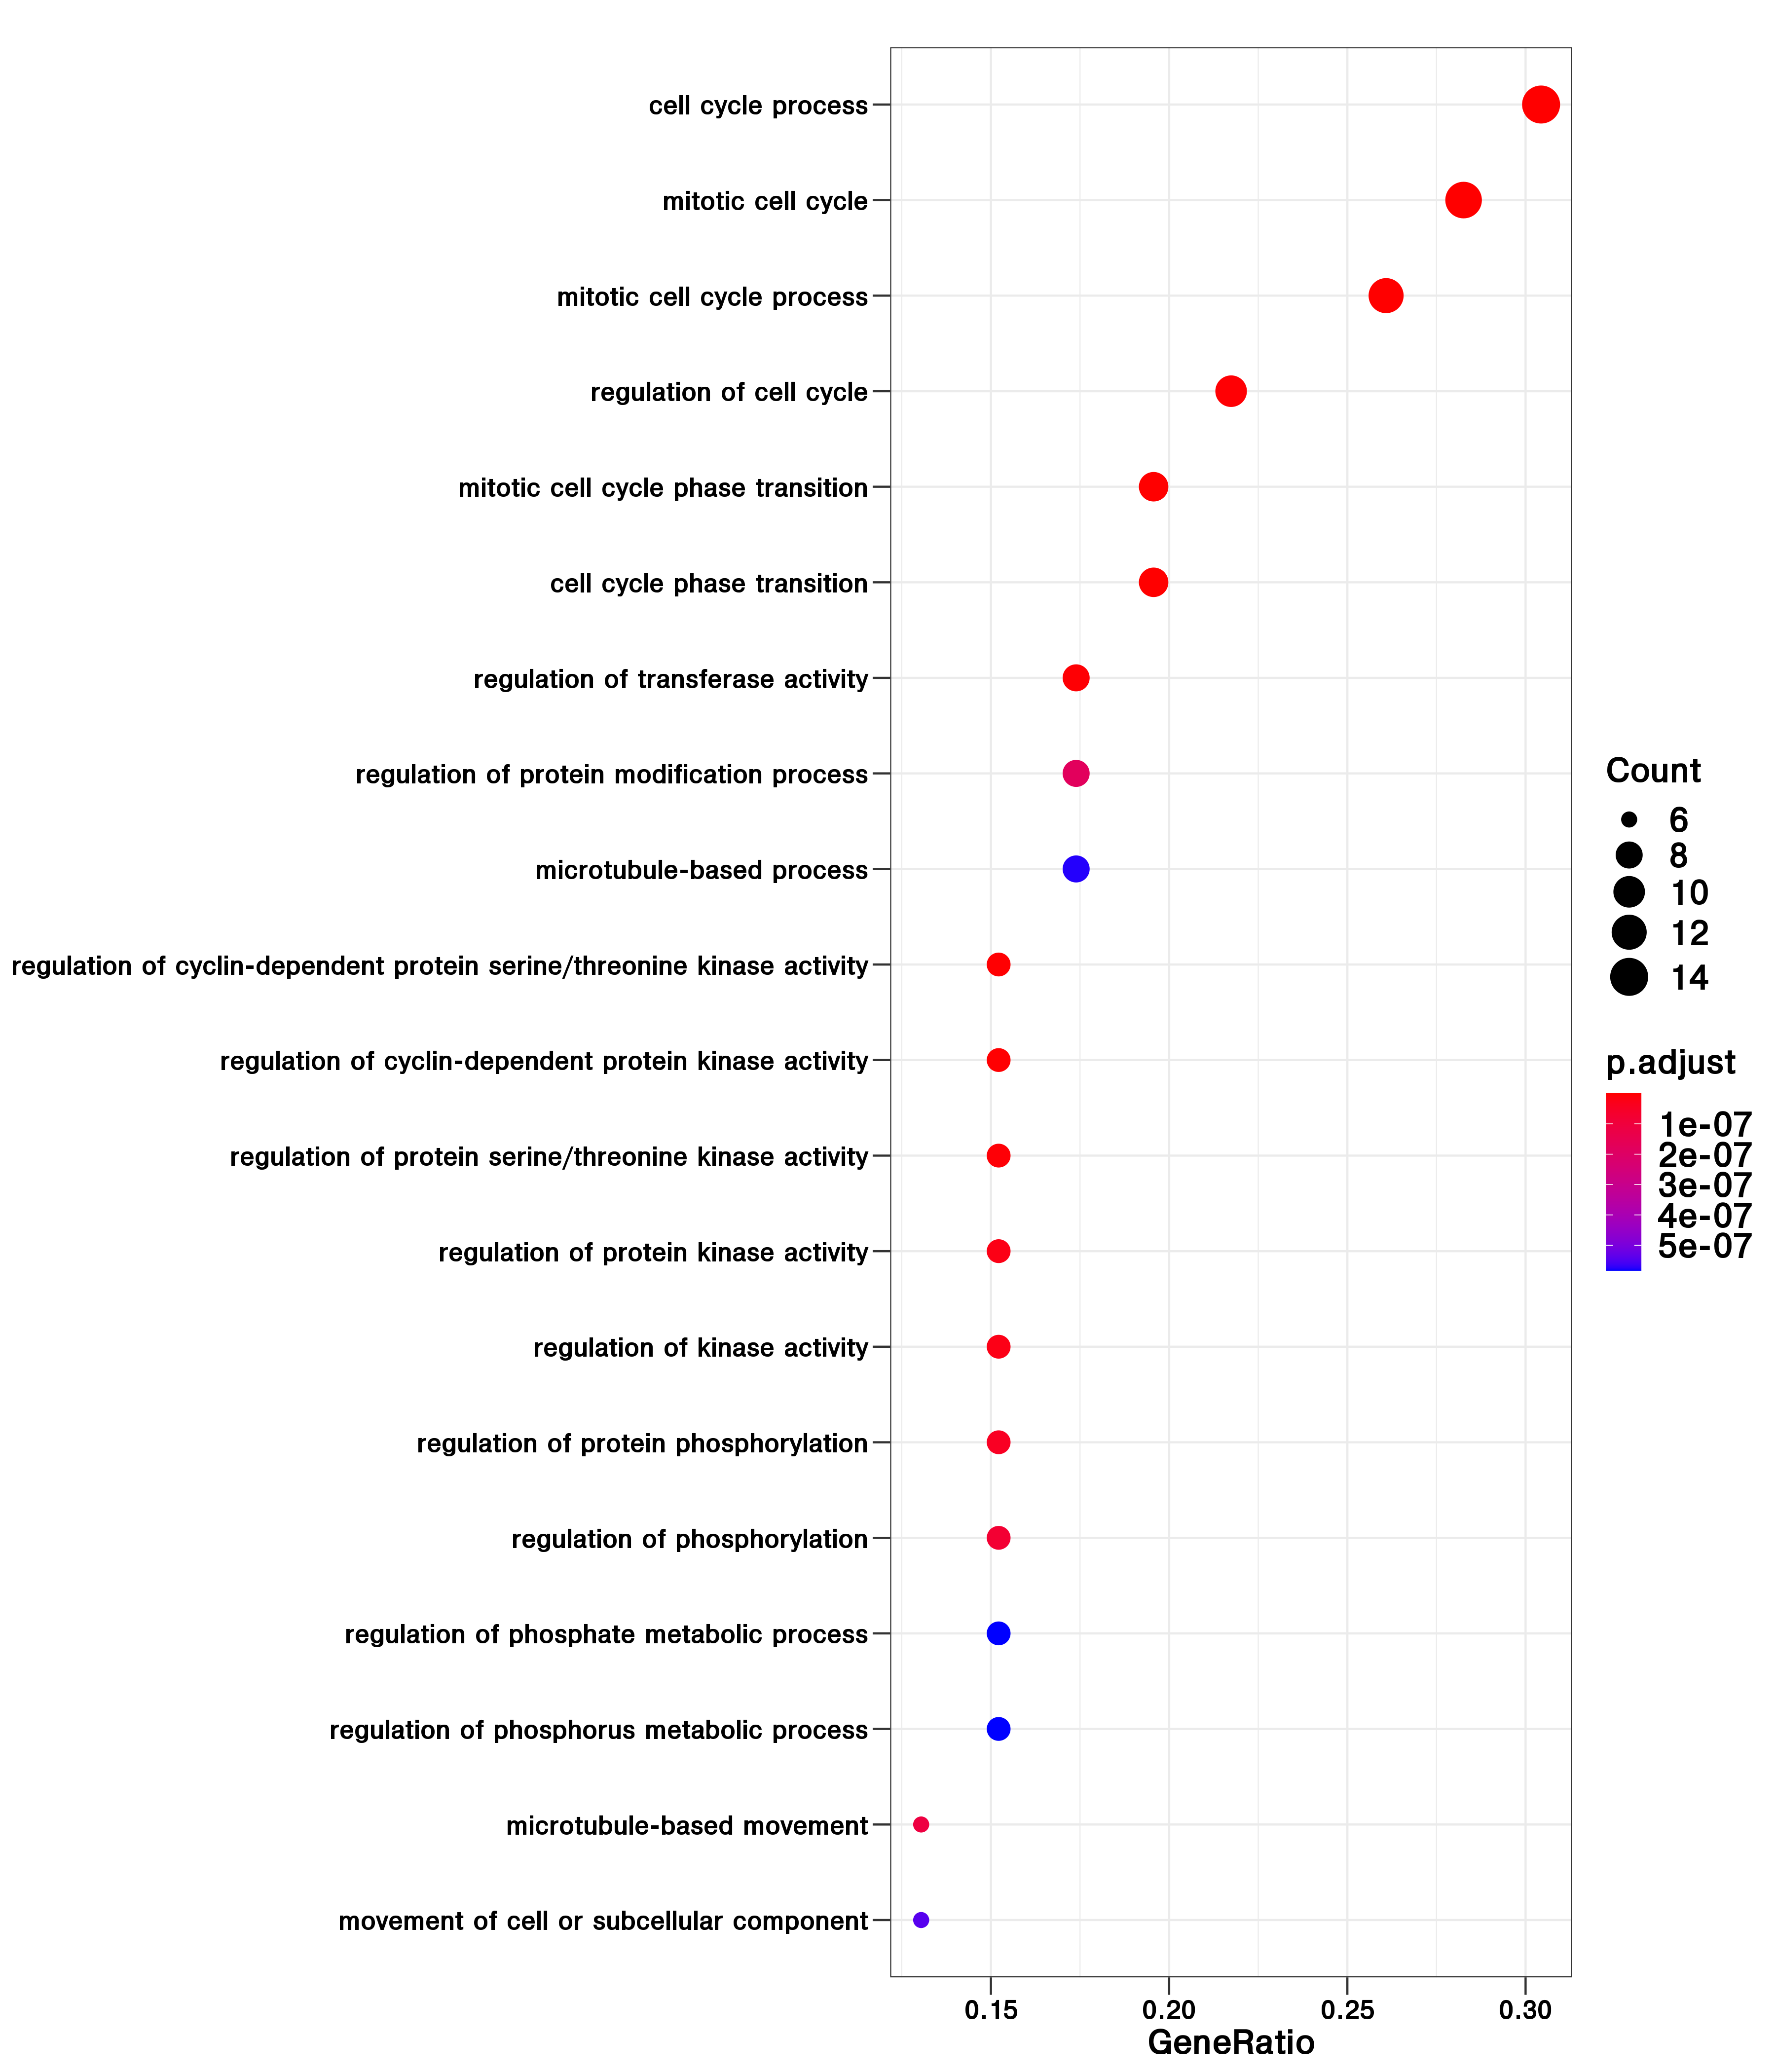 cell cycle process
mitotic cell cycle
mitotic cell cycle process
regulation of cell cycle
mitotic cell cycle phase transition
cell cycle phase transition
regulation of transferase activity
regulation of protein modification process
microtubule-based process
regulation of cyclin-dependent protein serine/threonine kinase activity
regulation of cyclin-dependent protein kinase activity
regulation of protein serine/threonine kinase activity
regulation of protein kinase activity
regulation of kinase activity
regulation of protein phosphorylation
regulation of phosphorylation
regulation of phosphate metabolic process
regulation of phosphorus metabolic process
microtubule-based movement
movement of cell or subcellular component
0.15 0.20 0.25 0.30
GeneRatio
Count
6
8
10
12
14
p.adjust
1e-07
2e-07
3e-07
4e-07
5e-07